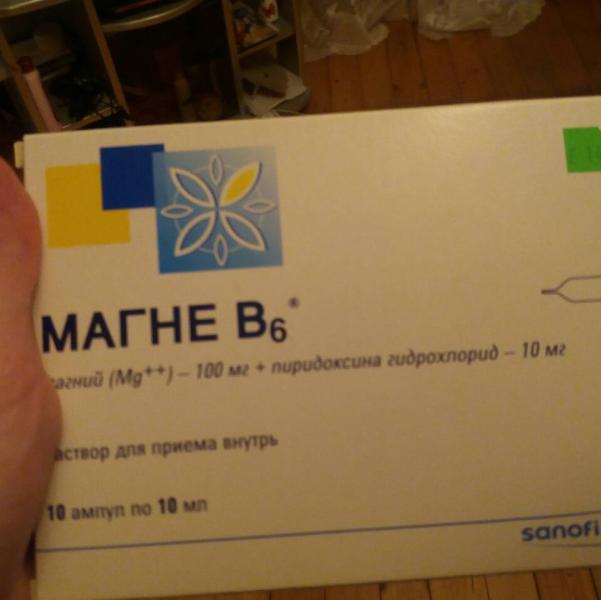 МАГНЕ B6®
агний (Mg++) – 100 мг + пиридоксина гидрохлорид – 10 мг
аствор для приема внутрь
10 ампул по 10 мл
sanofi